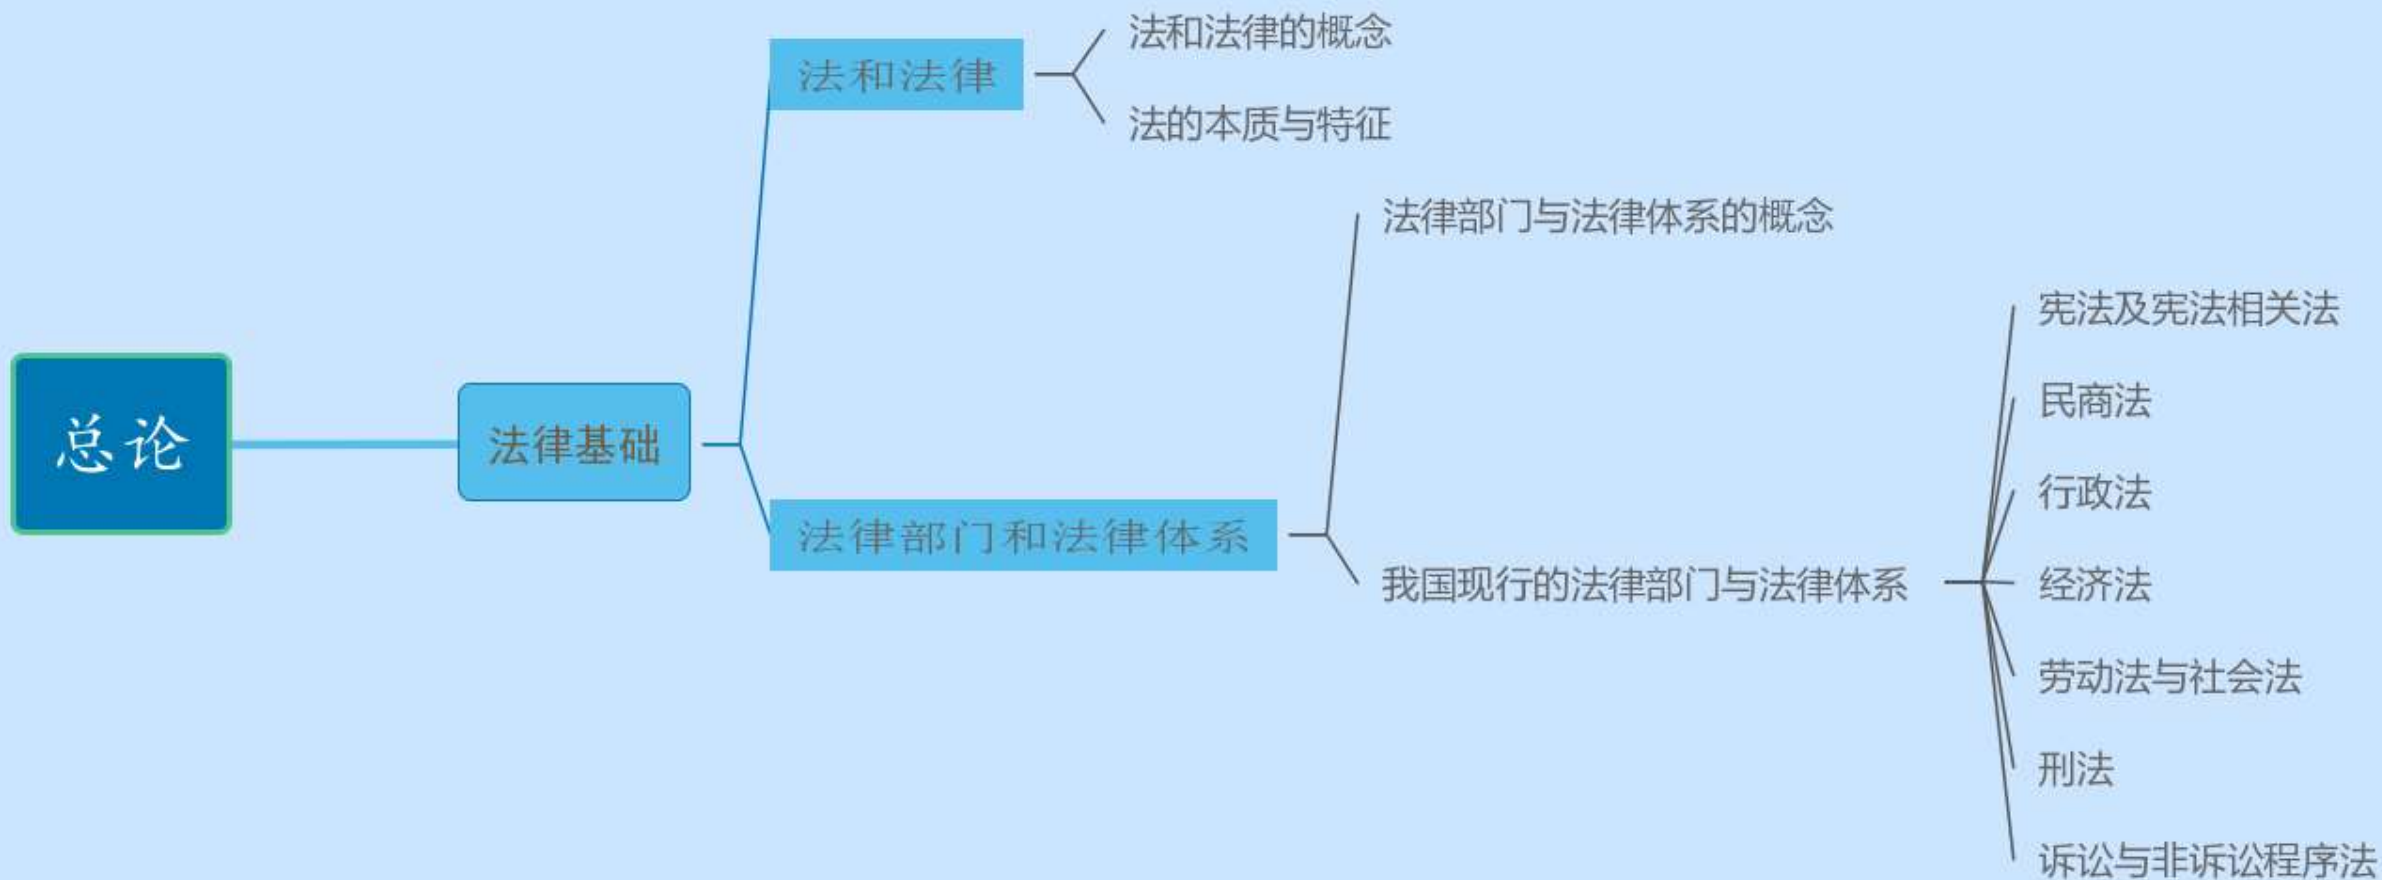 总论
法律基础
法和法律
法和法律的概念
法的本质与特征
法律部门和法律体系
法律部门与法律体系的概念
我国现行的法律部门与法律体系
宪法及宪法相关法
民商法
行政法
经济法
劳动法与社会法
刑法
诉讼与非诉讼程序法